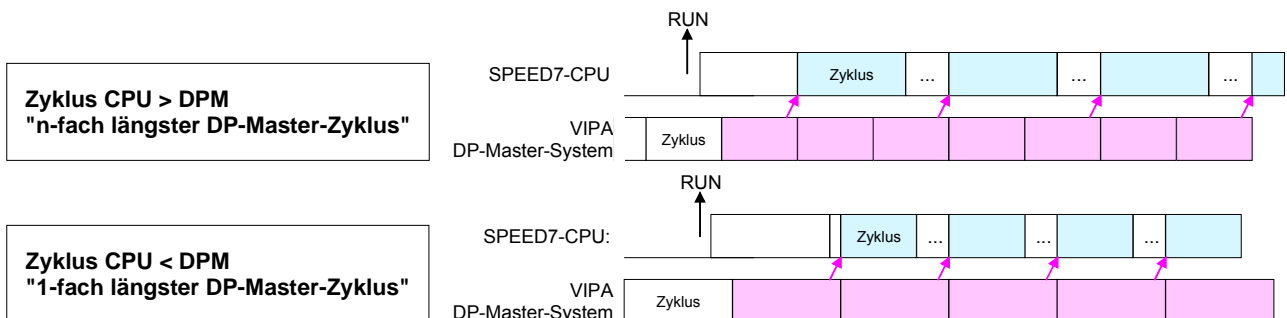 RUN
SPEED7-CPU
Zyklus
...
...
...
Zyklus CPU > DPM
"n-fach längster DP-Master-Zyklus"
VIPA
DP-Master-System
Zyklus
RUN
SPEED7-CPU:
Zyklus
...
...
...
Zyklus CPU < DPM
"1-fach längster DP-Master-Zyklus"
VIPA
DP-Master-System
Zyklus